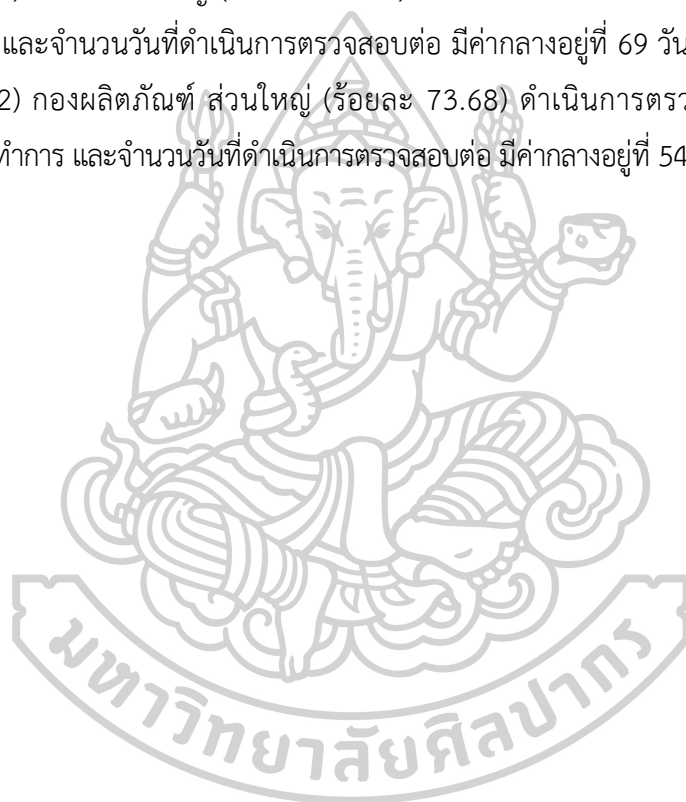 และจำนวนวันที่ดำเนินการตรวจสอบต่อ มีค่ากลางอยู่ที่ 69 วัน
2) กองผลิตภัณฑ์ ส่วนใหญ่ (ร้อยละ 73.68) ดำเนินการตรว
ทำการ และจำนวนวันที่ดำเนินการตรวจสอบต่อ มีค่ากลางอยู่ที่ 54
มหาวิทยาลัยศิลปากร